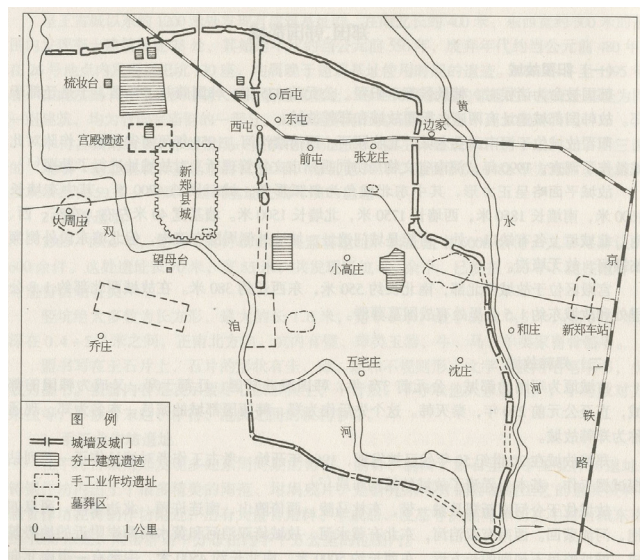 梳妆台
后屯
东屯
西屯
边家
黄
宫殿遗迹
前屯
张龙庄
新郑县城
周庄
双
水
望母台
小高庄
京
乔庄
洎
和庄
新郑车站
五宅庄
沈庄
河
河
广
铁
路
图 例
城墙及城门
夯土建筑遗迹
手工业作坊遗址
墓葬区
0 1公里